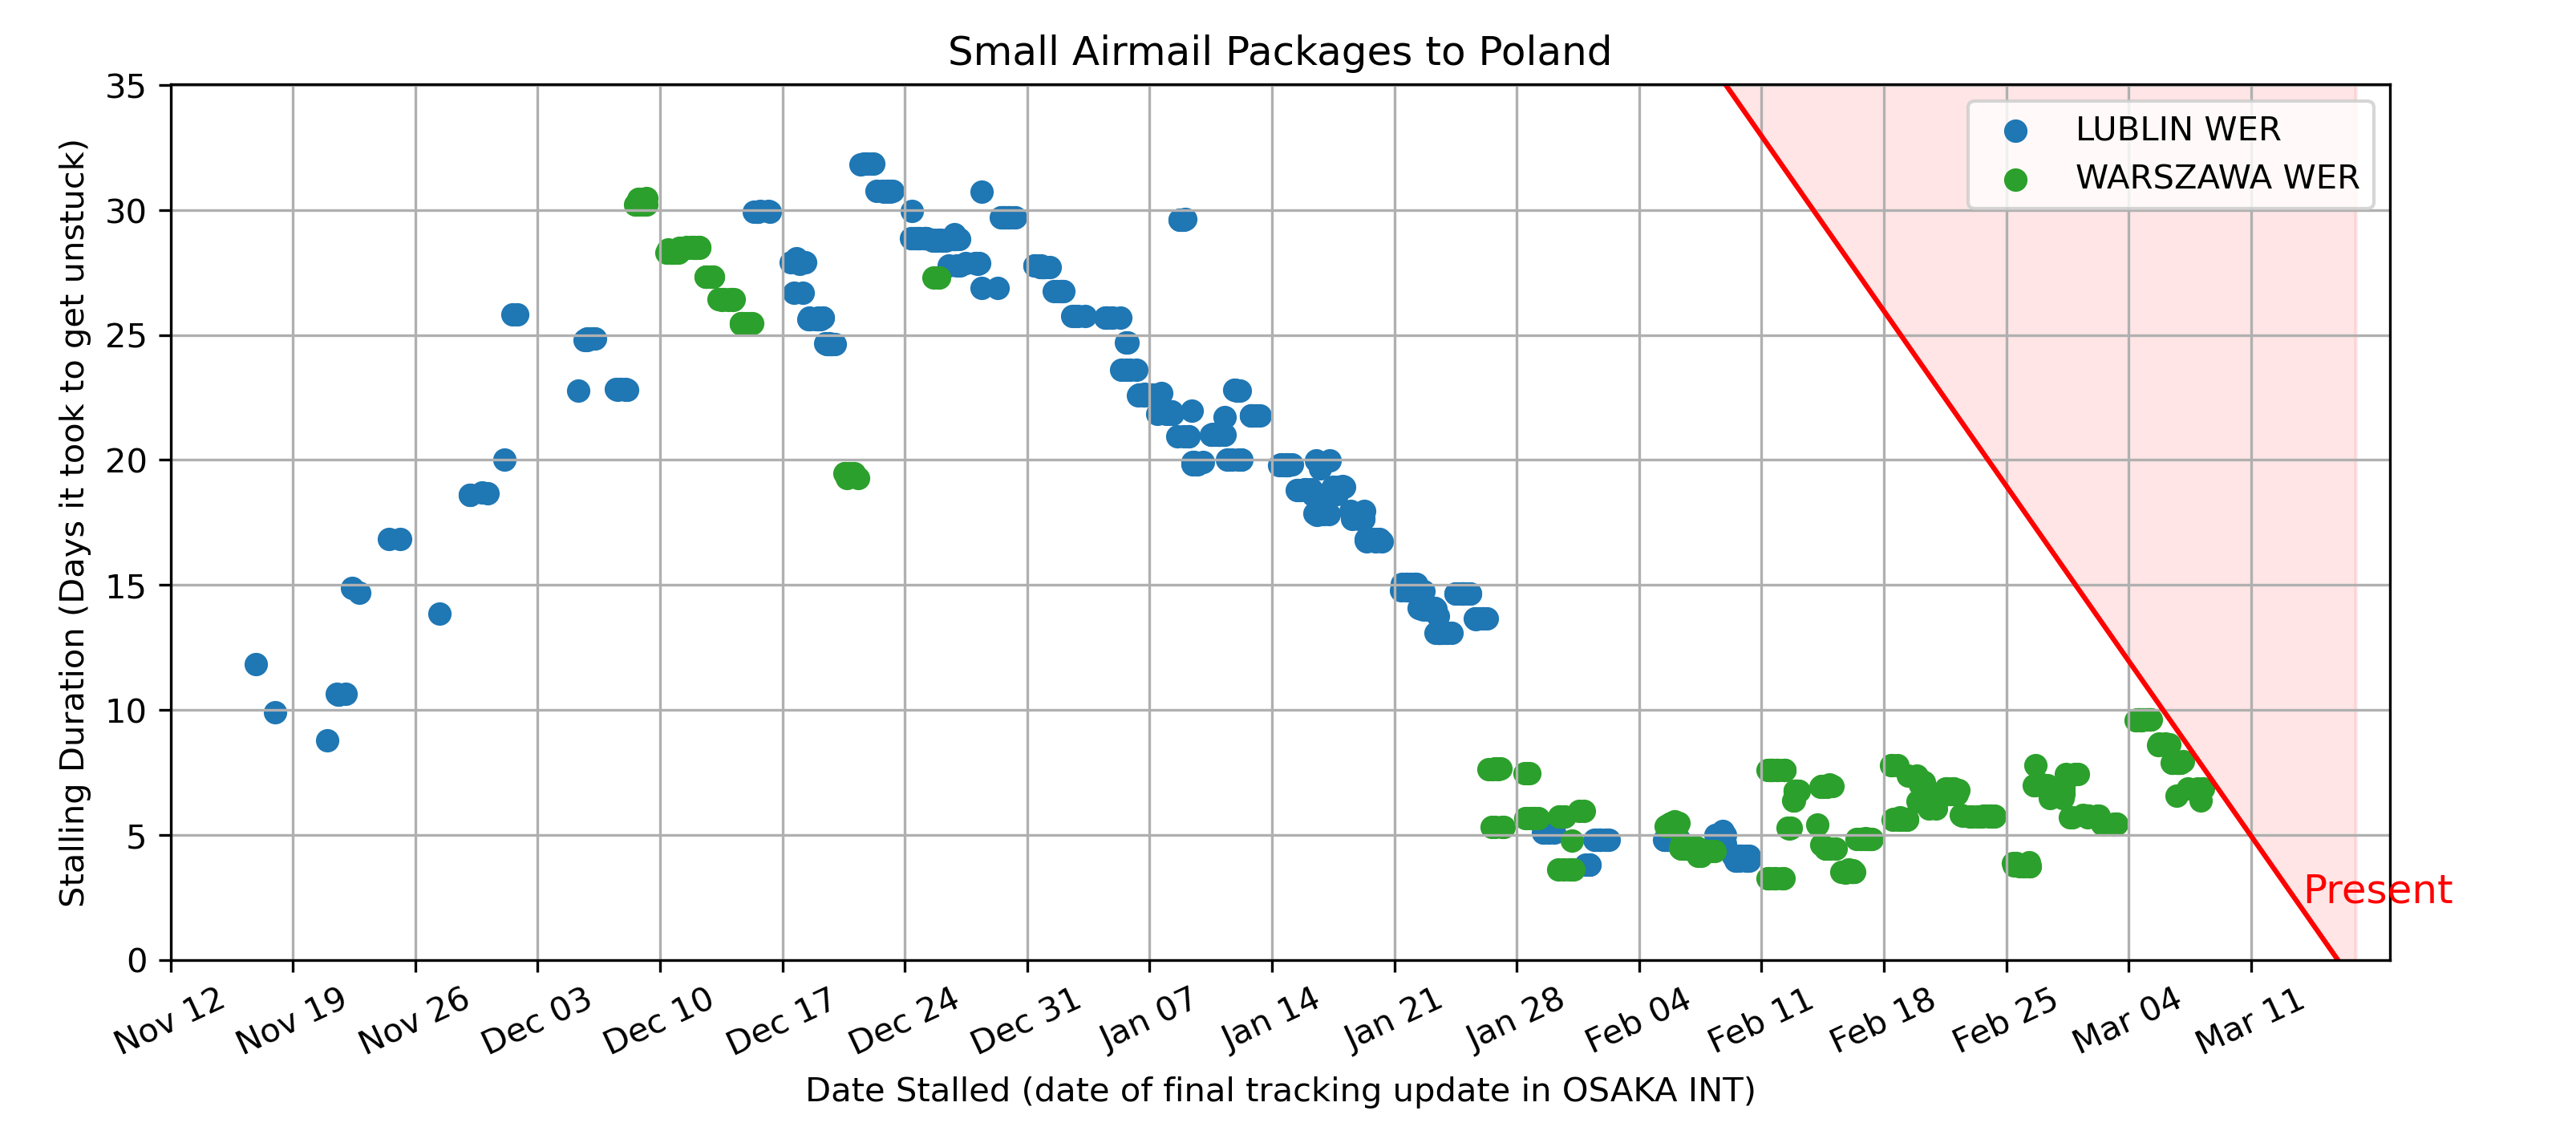 Small Airmail Packages to Poland
35
30
25
20
15
10
5
0
Stalling Duration (Days it took to get unstuck)
LUBLIN WER
WARSZAWA WER
Present
Nov 12
Nov 19
Nov 26
Dec 03
Dec 10
Dec 17
Dec 24
Dec 31
Jan 07
Jan 14
Jan 21
Jan 28
Feb 04
Feb 11
Feb 18
Feb 25
Mar 04
Mar 11
Date Stalled (date of final tracking update in OSAKA INT)